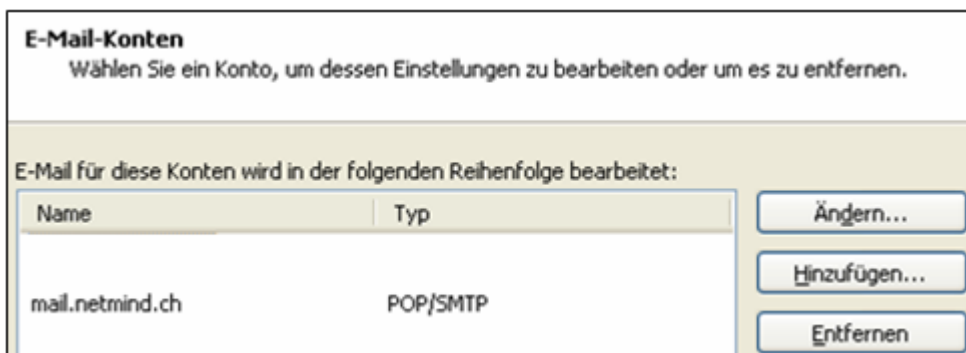 E-Mail-Konten
Wählen Sie ein Konto, um dessen Einstellungen zu bearbeiten oder um es zu entfernen.
E-Mail für diese Konten wird in der folgenden Reihenfolge bearbeitet:
Name Typ
Ändern...
Hinzufügen...
mail.netmind.ch POP/SMTP
Entfernen